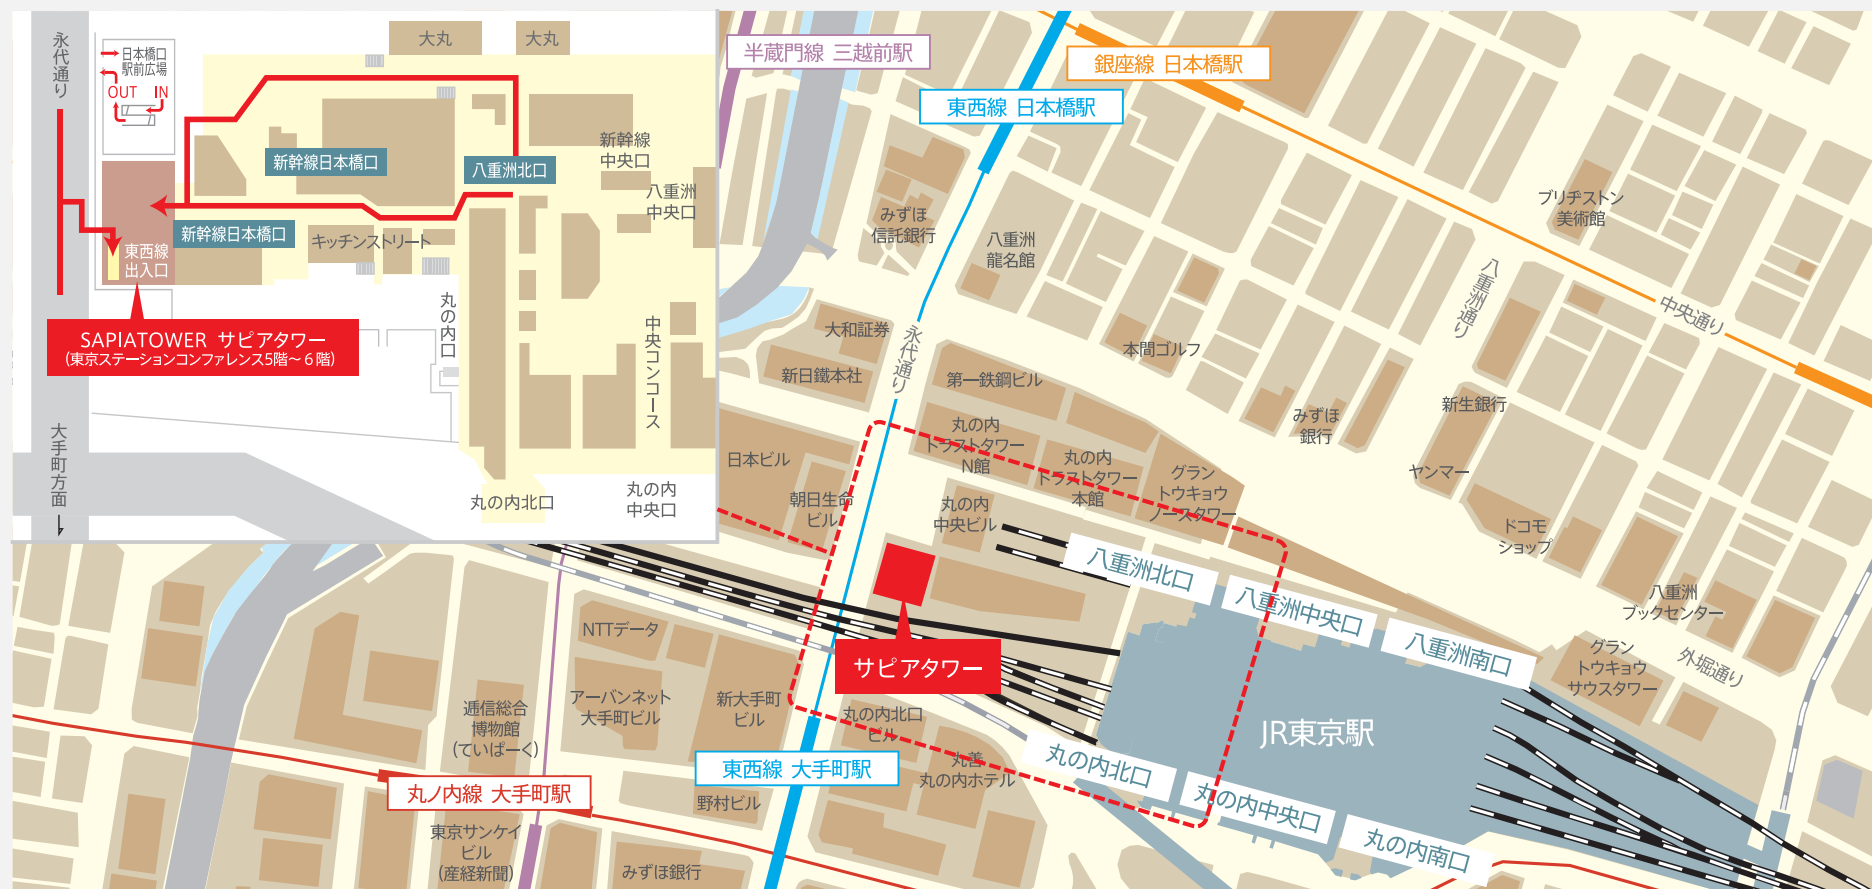 永代通り
日本橋口
駅前広場
OUT IN
大丸
大丸
新幹線日本橋口
八重洲北口
新幹線
中央口
八重洲
中央口
新幹線日本橋口
キッチンストリート
東西線
出入口
SAPIATOWER サピアタワー
(東京ステーションコンファレンス5階～6階)
丸の内北口
中央コンコース
大手町方面
丸の内北口
丸の内
中央口
半蔵門線 三越前駅
銀座線 日本橋駅
東西線 日本橋駅
みずほ
信託銀行
八重洲
龍名館
ブリヂストン
美術館
八重洲通り
中央通り
大和証券
永代通り
本間ゴルフ
新日鐵本社
第一鉄鋼ビル
みずほ
銀行
新生銀行
丸の内
トラストタワー
N館
日本ビル
丸の内
トラストタワー
本館
グラン
トウキョウ
ノースタワー
ヤンマー
朝日生命
ビル
丸の内
中央ビル
ドコモ
ショップ
八重洲北口
八重洲中央口
八重洲南口
八重洲
ブックセンター
グラン
トウキョウ
サウスタワー
外堀通り
NTTデータ
サピアタワー
アーバンネット
大手町ビル
新大手町
ビル
逓信総合
博物館
(ていぱーく)
丸の内北口
ビル
JR東京駅
丸善
丸の内ホテル
丸の内北口
丸の内中央口
丸の内南口
東西線 大手町駅
丸ノ内線 大手町駅
野村ビル
東京サンケイ
ビル
(産経新聞)
みずほ銀行